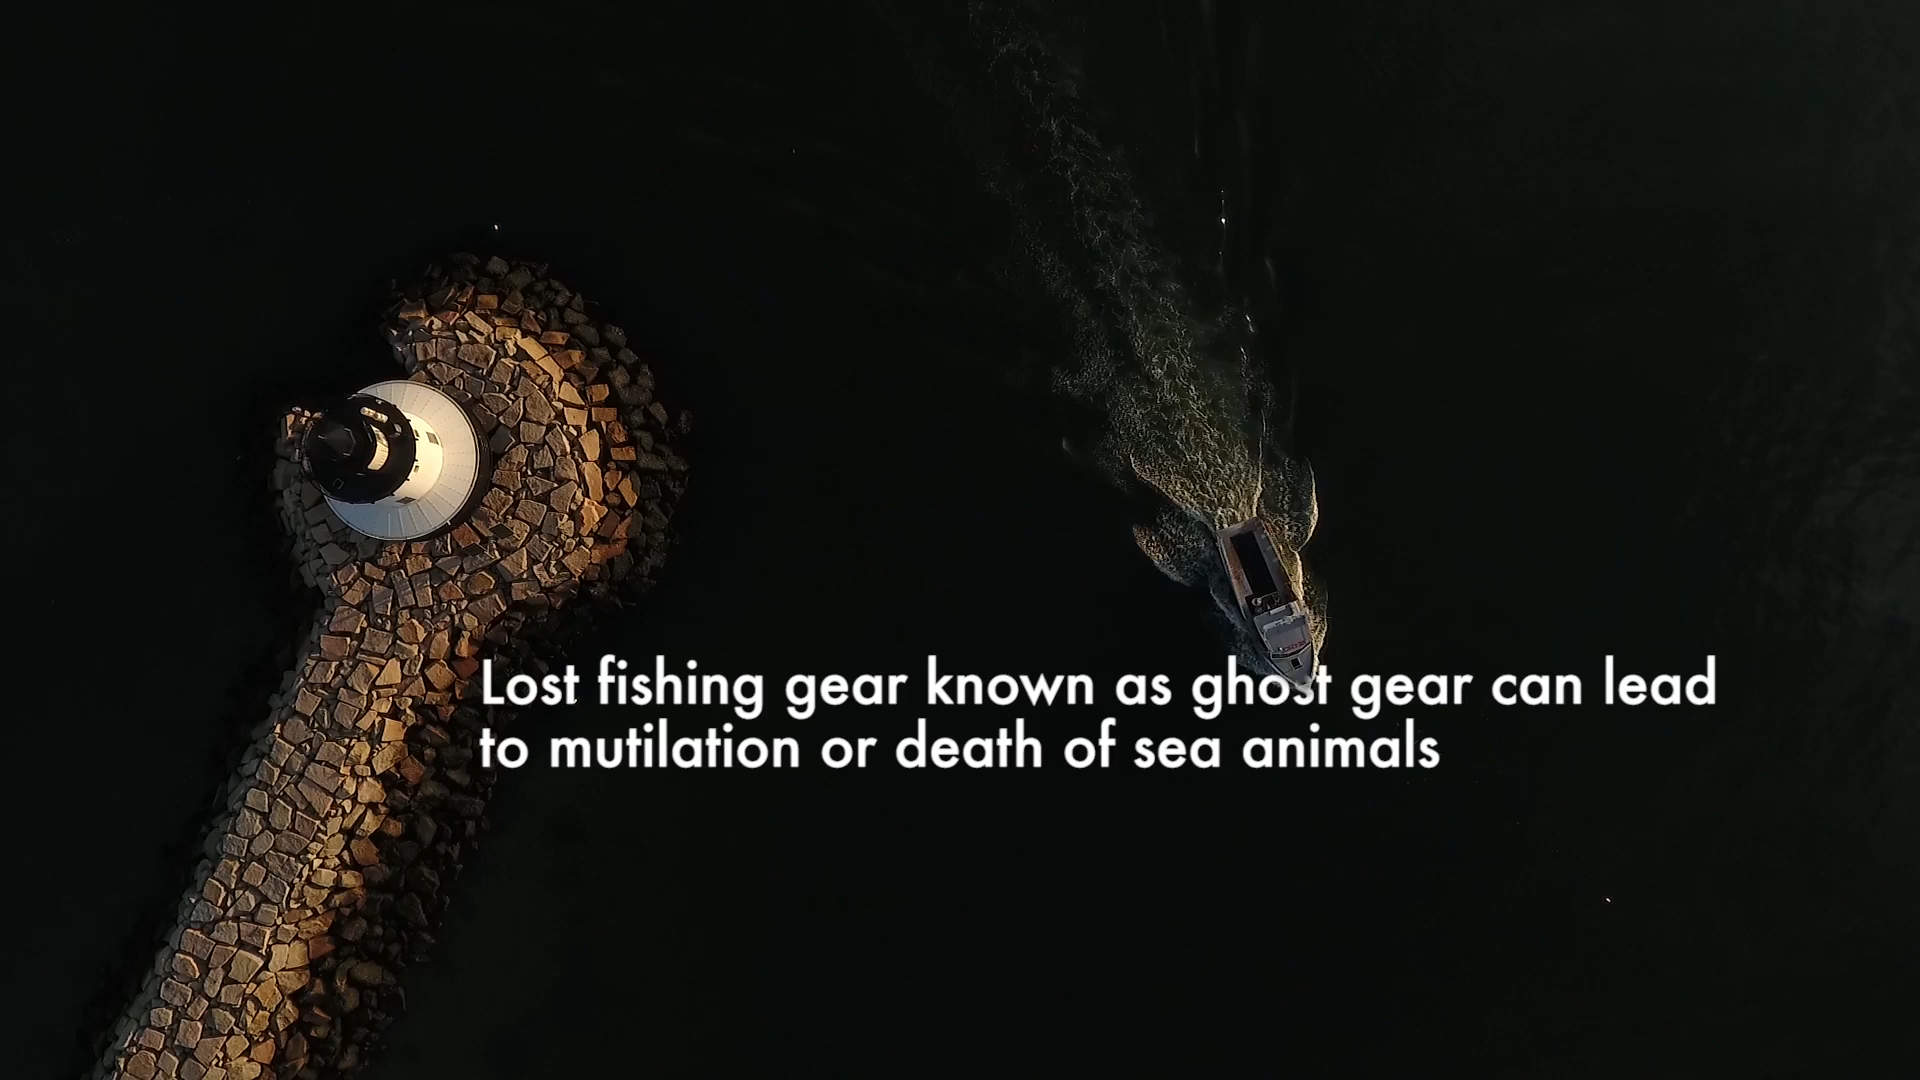 Lost fishing gear known as ghost gear can lead
to mutilation or death of sea animals